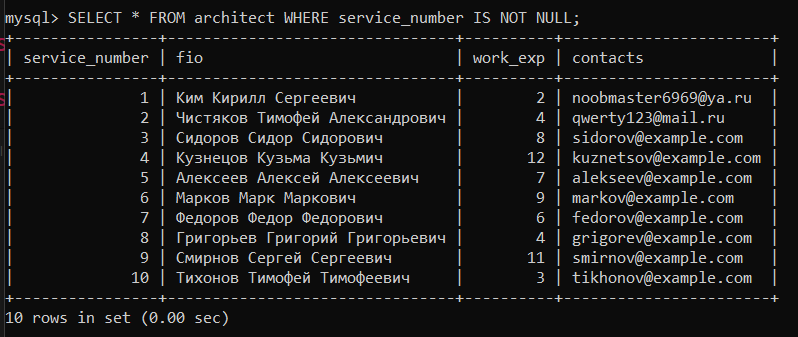 mysql> SELECT * FROM architect WHERE service_number IS NOT NULL;
+----------------+--------------------------------+----------+------------------------+
| service_number | fio                            | work_exp | contacts               |
+----------------+--------------------------------+----------+------------------------+
|              1 | Ким Кирилл Сергеевич           |        2 | noobmaster6969@ya.ru   |
|              2 | Чистяков Тимофей Александрович |        4 | qwerty123@mail.ru      |
|              3 | Сидоров Сидор Сидорович        |        8 | sidorov@example.com    |
|              4 | Кузнецов Кузьма Кузьмич        |       12 | kuznetsov@example.com  |
|              5 | Алексеев Алексей Алексеевич    |        7 | alekseev@example.com   |
|              6 | Марков Марк Маркович           |        9 | markov@example.com     |
|              7 | Федоров Федор Федорович        |        6 | fedorov@example.com    |
|              8 | Григорьев Григорий Григорьевич |        4 | grigorev@example.com   |
|              9 | Смирнов Сергей Сергеевич       |       11 | smirnov@example.com    |
|             10 | Тихонов Тимофей Тимофеевич     |        3 | tikhonov@example.com   |
+----------------+--------------------------------+----------+------------------------+
10 rows in set (0.00 sec)